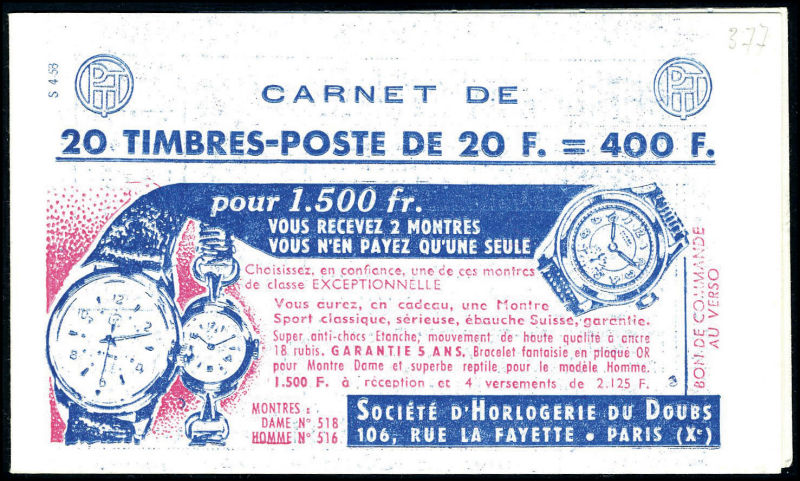 377
S 4-58
PTT
PTT
CARNET DE
20 TIMBRES-POSTE DE 20 F. = 400 F.
pour 1.500 fr.
VOUS RECEVEZ 2 MONTRES
VOUS N'EN PAYEZ QU'UNE SEULE
Choisissez, en confiance, une de ces montres
de classe EXCEPTIONNELLE
Vous aurez, en cadeau, une Montre
Sport classique, sérieuse, ébauche Suisse, garantie.
Super anti-chocs Etanche, mouvement de haute qualité à ancre
18 rubis. GARANTIE 5 ANS. Bracelet fantaisie, en plaqué OR
pour Montre Dame et superbe reptile pour le modèle Homme.
1.500 F. à réception et 4 versements de 2.125 F.
3
BON DE COMMANDE
AU VERSO
MONTRES :
DAME N° 518
HOMME N° 516
SOCIÉTÉ D'HORLOGERIE DU DOUBS
106, RUE LA FAYETTE • PARIS (Xe)